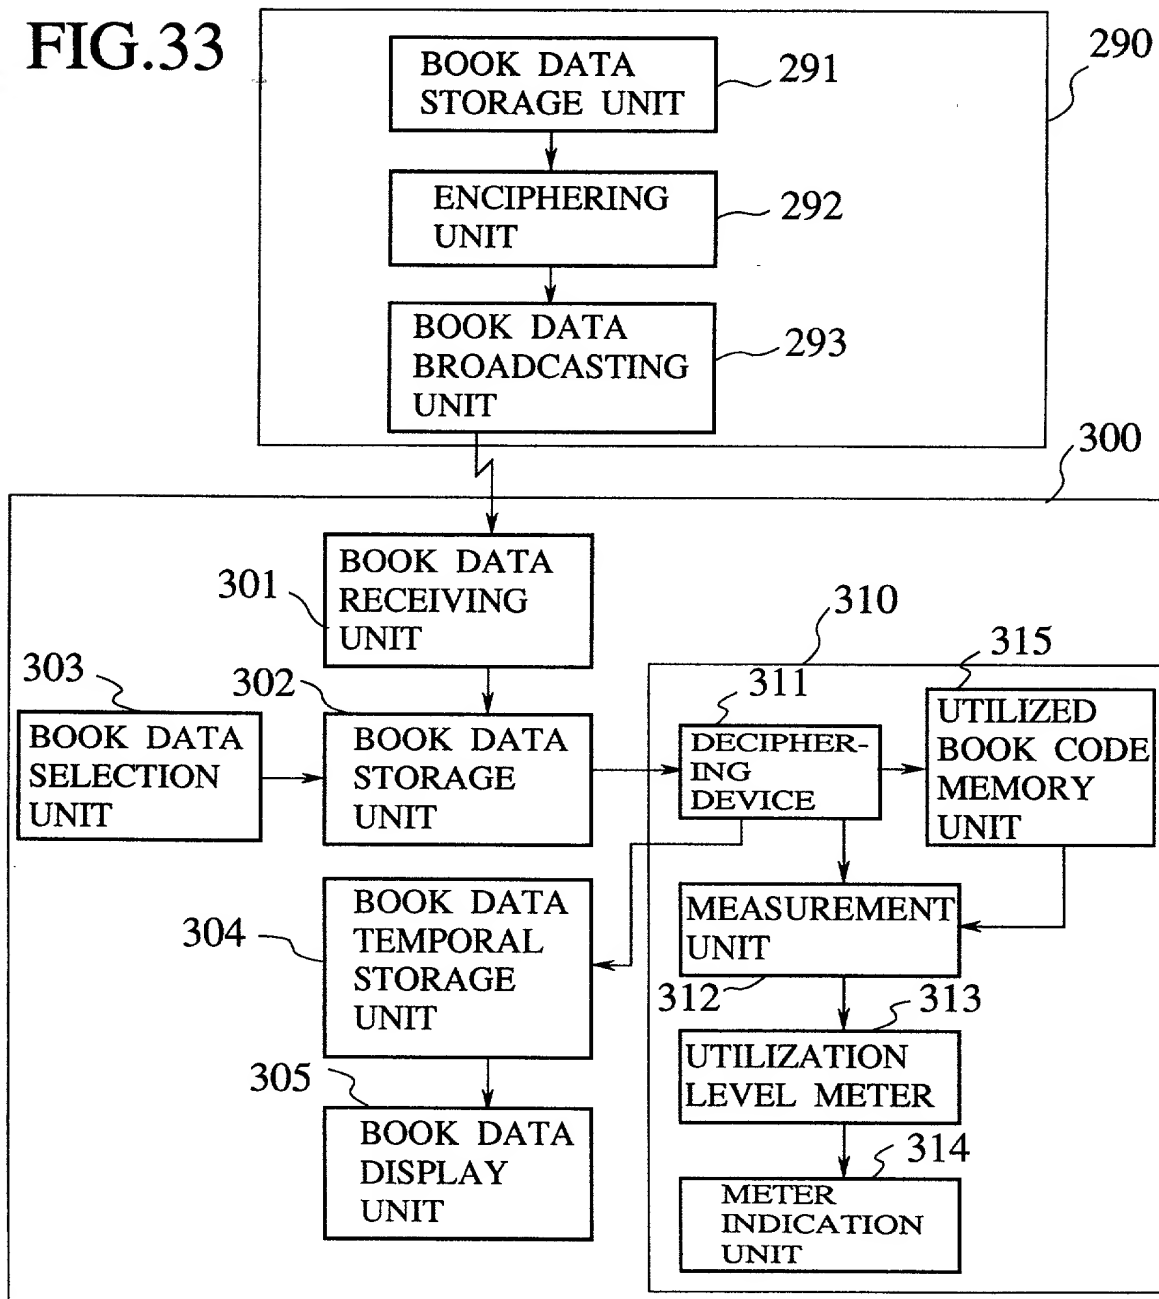 FIG.33
290
BOOK DATA
STORAGE UNIT
291
ENCIPHERING
UNIT
292
BOOK DATA
BROADCASTING
UNIT
293
300
BOOK DATA
RECEIVING
UNIT
301
303
BOOK DATA
SELECTION
UNIT
302
BOOK DATA
STORAGE
UNIT
310
311
DECIPHER-
ING
DEVICE
315
UTILIZED
BOOK CODE
MEMORY
UNIT
304
BOOK DATA
TEMPORAL
STORAGE
UNIT
MEASUREMENT
UNIT
312
313
UTILIZATION
LEVEL METER
305
BOOK DATA
DISPLAY
UNIT
314
METER
INDICATION
UNIT